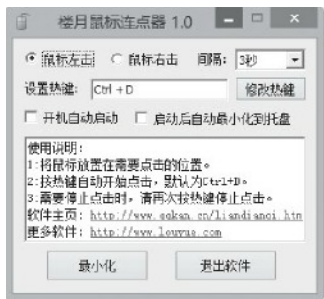 楼月鼠标连点器 1.0
鼠标左击 鼠标右击 间隔: 3秒
设置热键: Ctrl +D 修改热键
开机自动启动 启动后自动最小化到托盘
使用说明:
1:将鼠标放置在需要点击的位置。
2:按热键自动开始点击,默认为Ctrl+D。
3:需要停止点击时,请再次按热键停止点击。
软件主页:
更多软件: http://www.louyue.com
最小化 退出软件